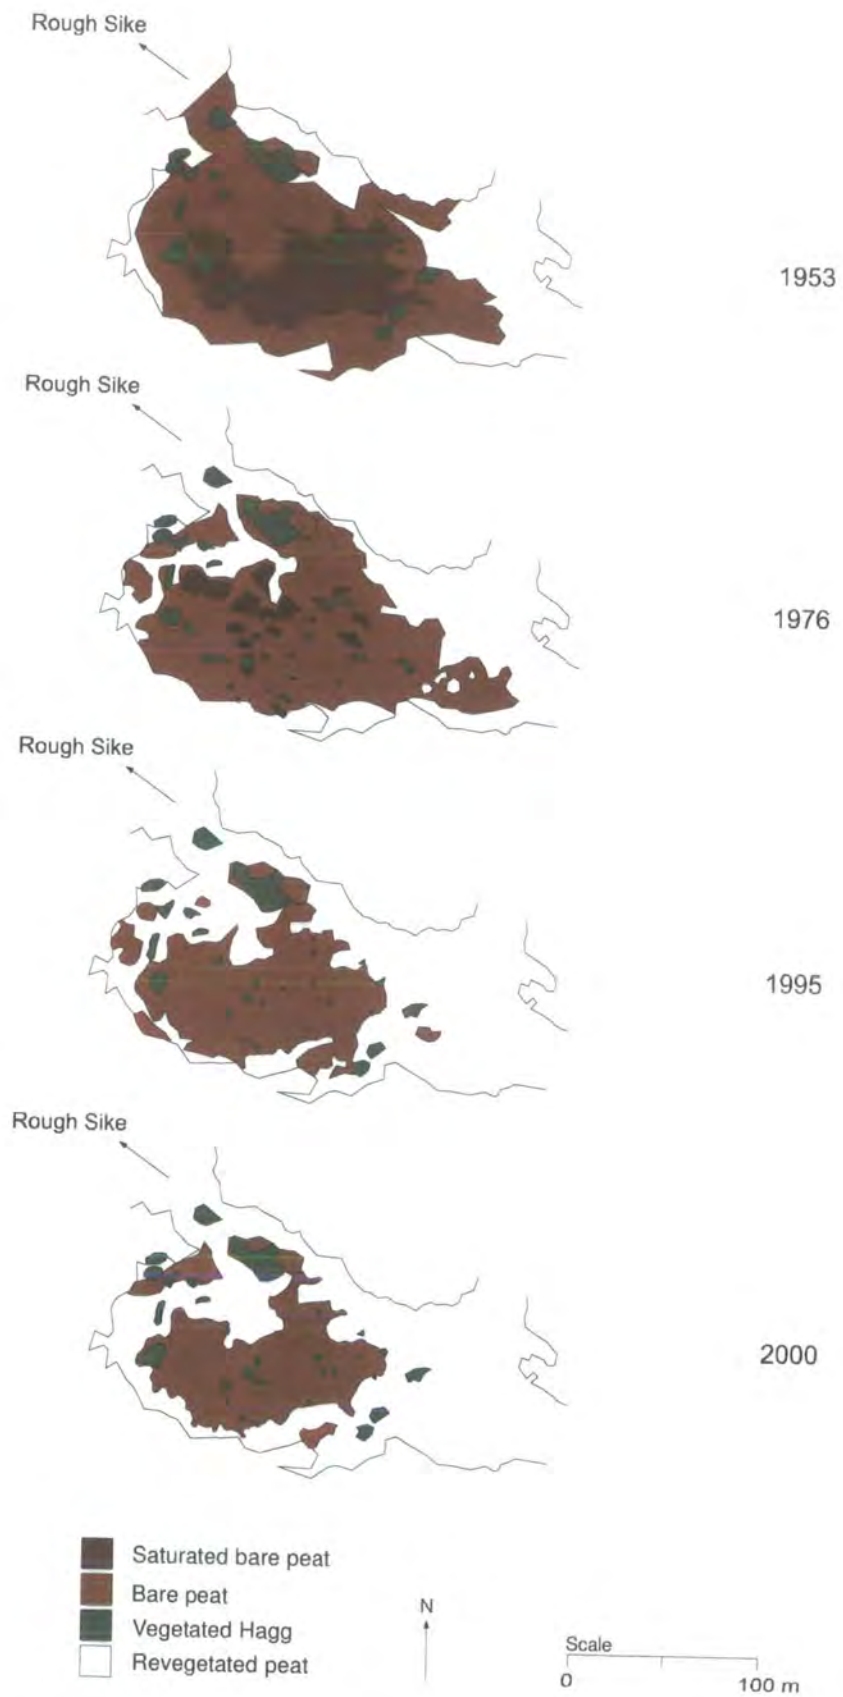 Rough Sike
1953
Rough Sike
1976
Rough Sike
1995
Rough Sike
2000
Saturated bare peat
Bare peat
Vegetated Hagg
Revegetated peat
N
Scale
0 100 m